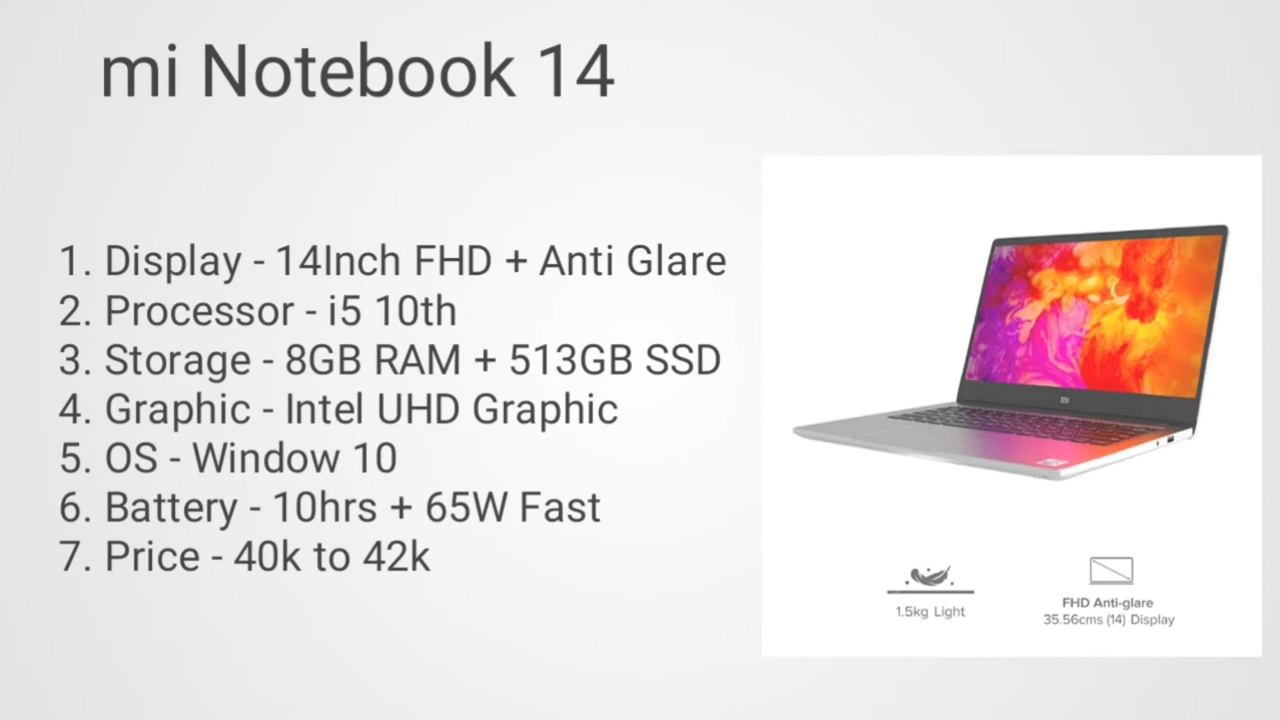 mi Notebook 14
1. Display - 14Inch FHD + Anti Glare
2. Processor - i5 10th
3. Storage - 8GB RAM + 513GB SSD
4. Graphic - Intel UHD Graphic
5. OS - Window 10
6. Battery - 10hrs + 65W Fast
7. Price - 40k to 42k
mi
1.5kg Light
FHD Anti-glare
35.56cms (14) Display